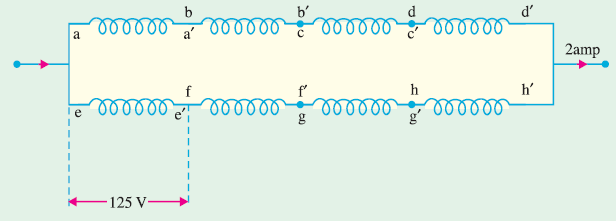 b b′ d d′
a a′ c c′
2amp
f f′ h h′
e e′ g g′
125 V